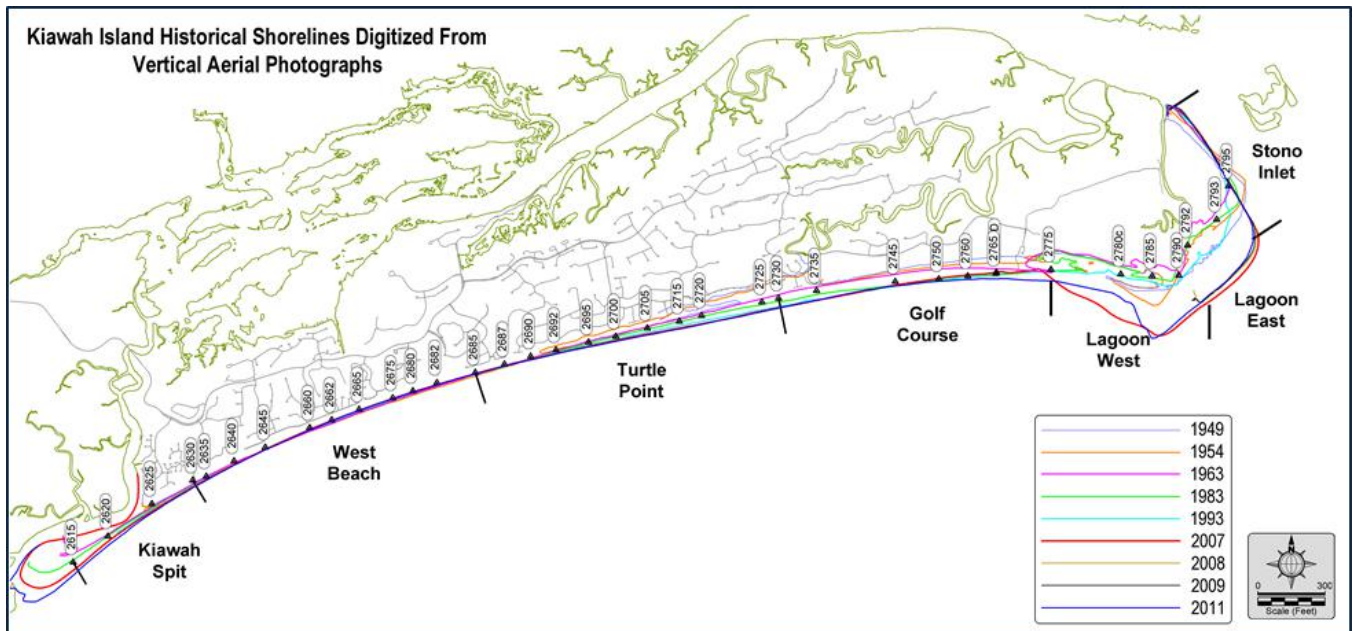 Kiawah Island Historical Shorelines Digitized From
Vertical Aerial Photographs
Stono
Inlet
2795
2793
2792
2790
2785
2780c
2775
2765 D
2760
2750
2745
2735
2730
2725
2720
2715
2705
2700
2695
2692
2690
2687
2685
2682
2680
2675
2665
2662
2660
2645
2640
2635
2630
2625
2620
2615
Lagoon
East
Lagoon
West
Golf
Course
Turtle
Point
West
Beach
Kiawah
Spit
1949
1954
1963
1983
1993
2007
2008
2009
2011
N
0 300
Scale (Feet)